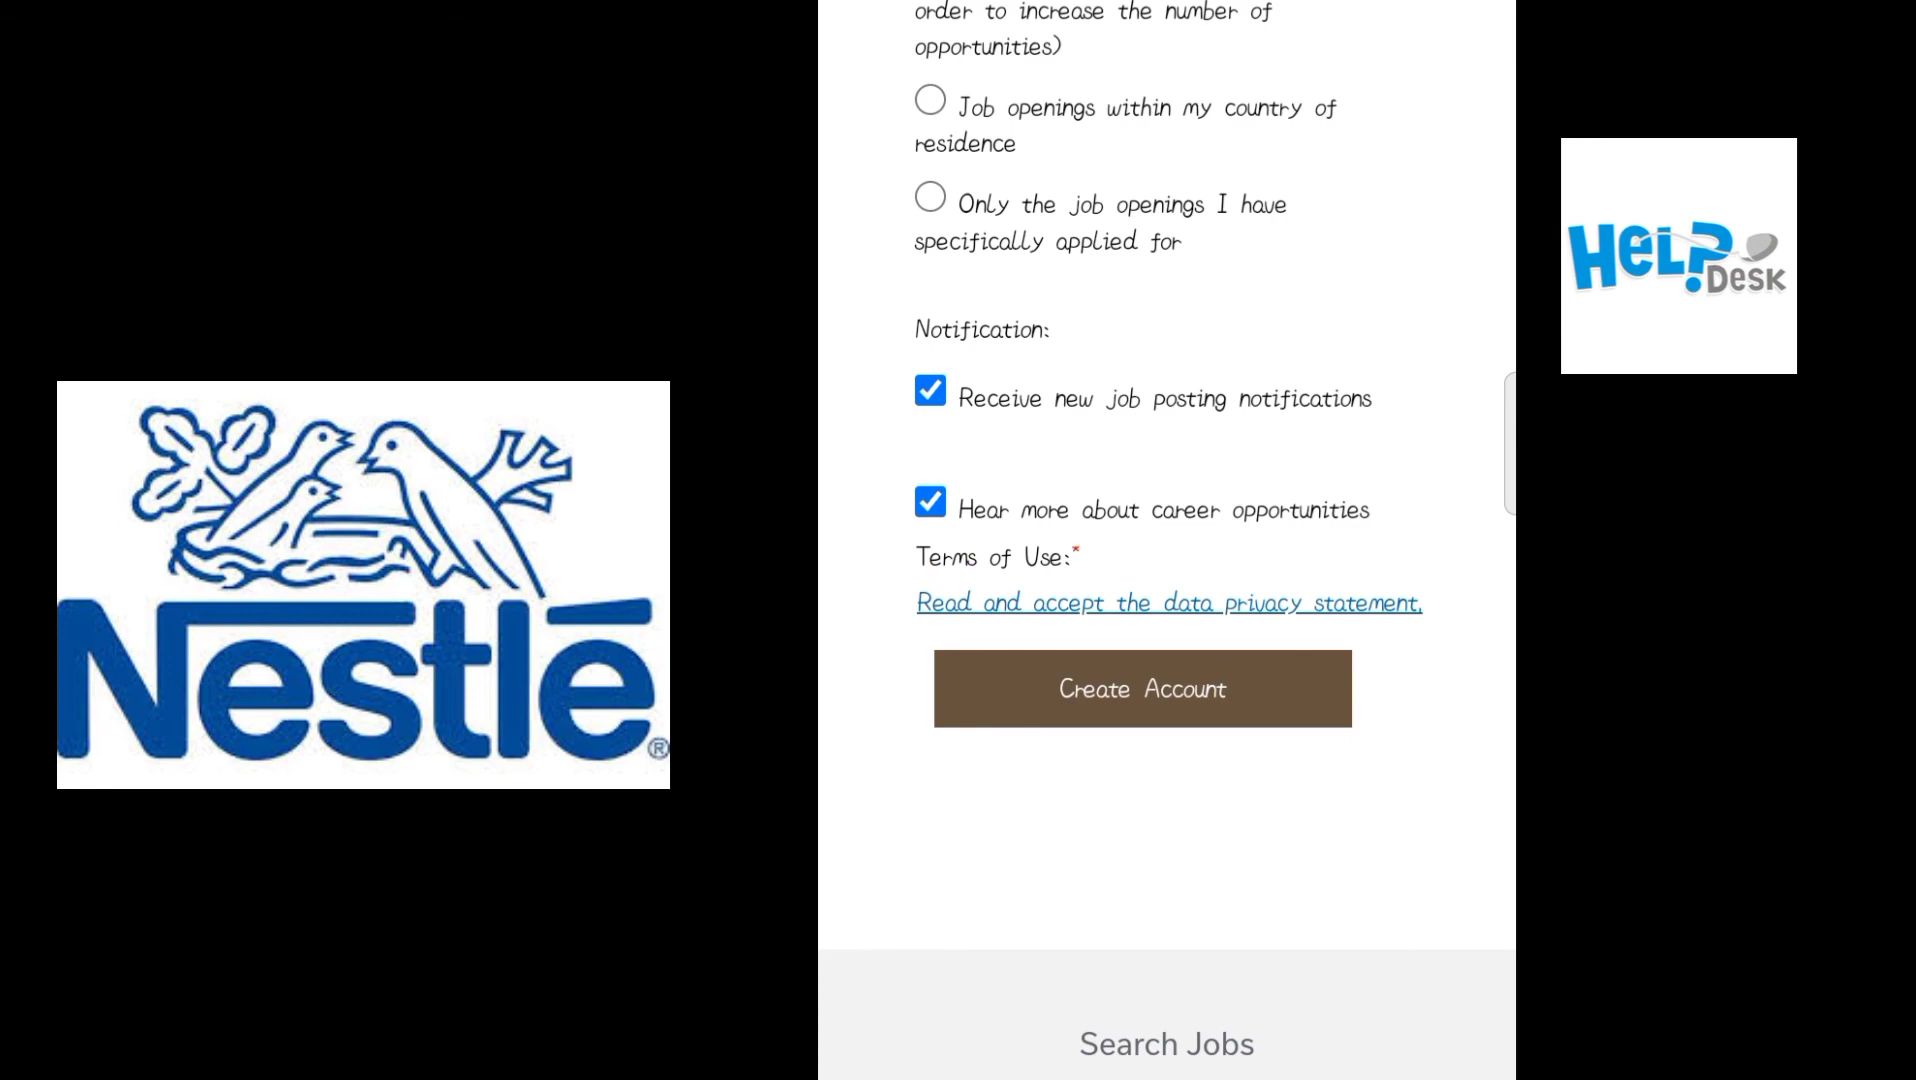 order to increase the number of
opportunities)
Job openings within my country of
residence
Only the job openings I have
specifically applied for
Notification:
Receive new job posting notifications
Hear more about career opportunities
Terms of Use:*
Read and accept the data privacy statement.
Create Account
Search Jobs
Nestlé®
HELP?
Desk